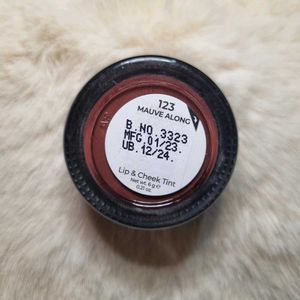 123
MAUVE ALONG
B.NO.3323
MFG.01/23.
UB.12/24.
Lip & Cheek Tint
Net wt. 6 g ℮
0.21 oz.